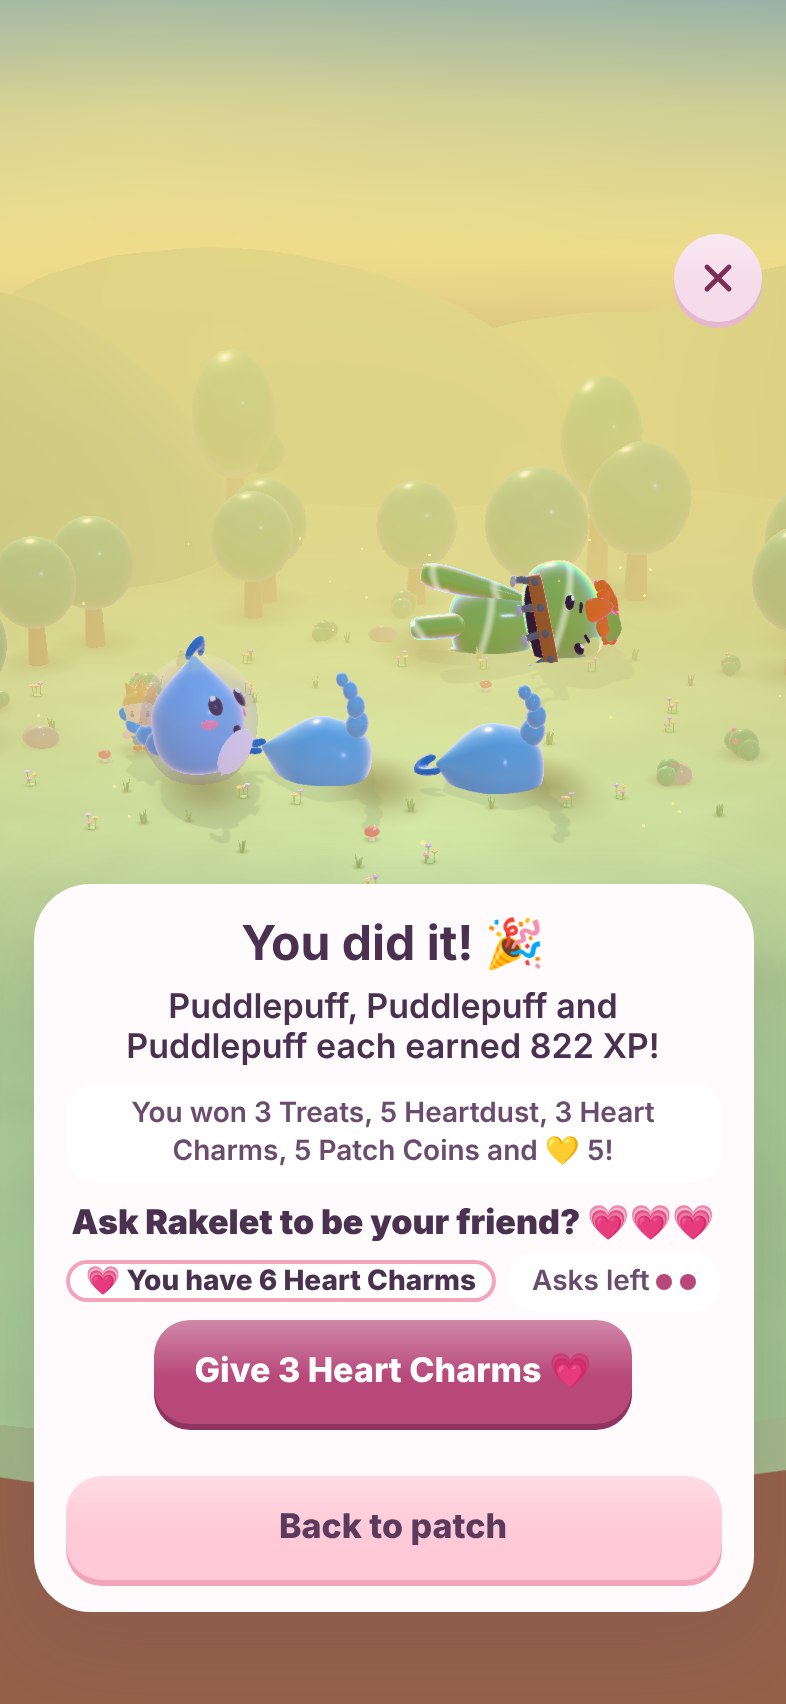 You did it! 🎉
Puddlepuff, Puddlepuff and
Puddlepuff each earned 822 XP!
You won 3 Treats, 5 Heartdust, 3 Heart
Charms, 5 Patch Coins and 💛 5!
Ask Rakelet to be your friend? 💗💗💗
💗 You have 6 Heart Charms
Asks left
Give 3 Heart Charms 💗
Back to patch